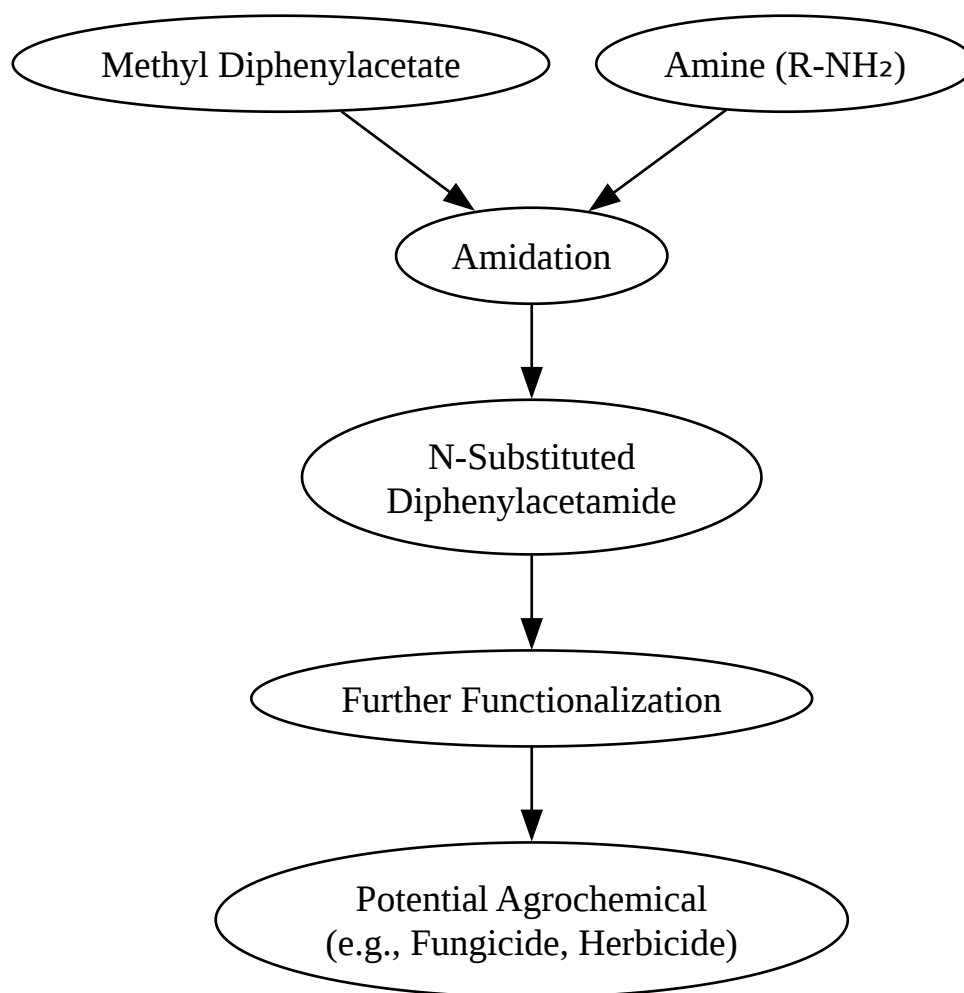 Methyl Diphenylacetate
Amine (R-NH₂)
Amidation
N-Substituted
Diphenylacetamide
Further Functionalization
Potential Agrochemical
(e.g., Fungicide, Herbicide)